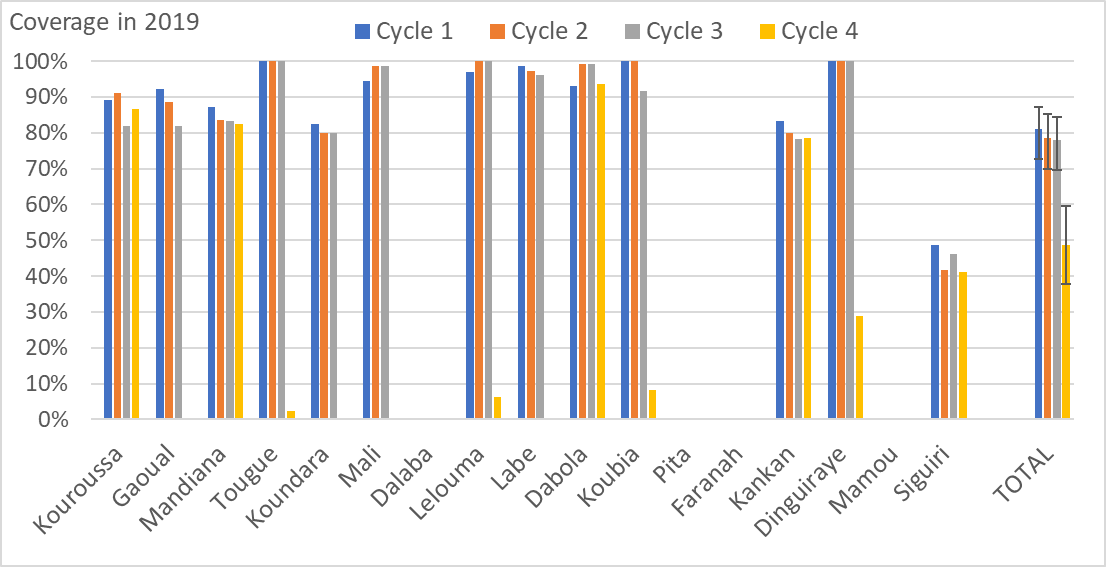 Coverage in 2019
Cycle 1 Cycle 2 Cycle 3 Cycle 4
100%
90%
80%
70%
60%
50%
40%
30%
20%
10%
0%
Kouroussa
Gaoual
Mandiana
Tougue
Koundara
Mali
Dalaba
Lelouma
Labe
Dabola
Koubia
Pita
Faranah
Kankan
Dinguiraye
Mamou
Siguiri
TOTAL